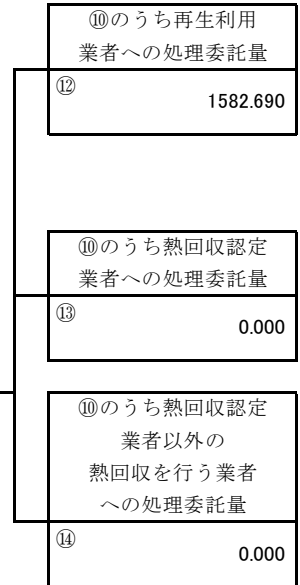 ⑩のうち再生利用
業者への処理委託量
⑫
1582.690
⑩のうち熱回収認定
業者への処理委託量
⑬
0.000
⑩のうち熱回収認定
業者以外の
熱回収を行う業者
への処理委託量
⑭
0.000